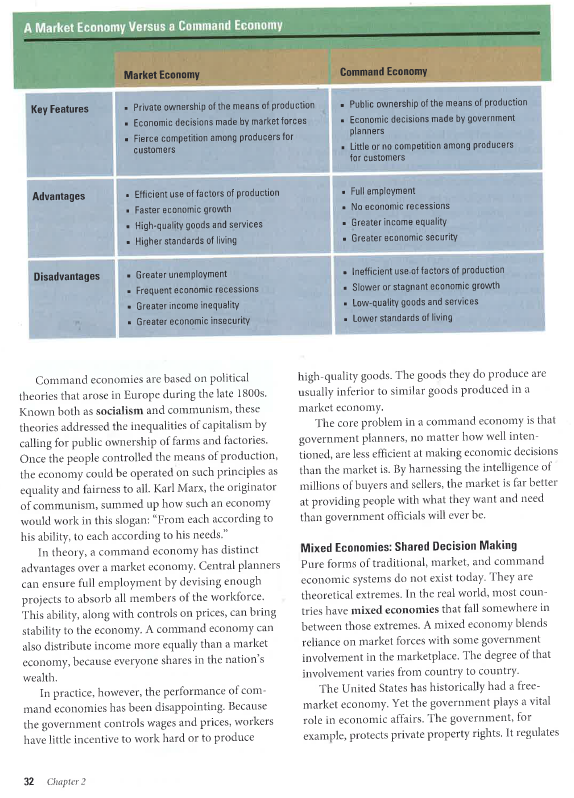 A Market Economy Versus a Command Economy
Market Economy
Command Economy
Key Features
▪ Private ownership of the means of production
▪ Economic decisions made by market forces
▪ Fierce competition among producers for
customers
▪ Public ownership of the means of production
▪ Economic decisions made by government
planners
▪ Little or no competition among producers
for customers
Advantages
▪ Efficient use of factors of production
▪ Faster economic growth
▪ High-quality goods and services
▪ Higher standards of living
▪ Full employment
▪ No economic recessions
▪ Greater income equality
▪ Greater economic security
Disadvantages
▪ Greater unemployment
▪ Frequent economic recessions
▪ Greater income inequality
▪ Greater economic insecurity
▪ Inefficient use of factors of production
▪ Slower or stagnant economic growth
▪ Low-quality goods and services
▪ Lower standards of living
Command economies are based on political
theories that arose in Europe during the late 1800s.
Known both as socialism and communism, these
theories addressed the inequalities of capitalism by
calling for public ownership of farms and factories.
Once the people controlled the means of production,
the economy could be operated on such principles as
equality and fairness to all. Karl Marx, the originator
of communism, summed up how such an economy
would work in this slogan: "From each according to
his ability, to each according to his needs."
In theory, a command economy has distinct
advantages over a market economy. Central planners
can ensure full employment by devising enough
projects to absorb all members of the workforce.
This ability, along with controls on prices, can bring
stability to the economy. A command economy can
also distribute income more equally than a market
economy, because everyone shares in the nation's
wealth.
In practice, however, the performance of com-
mand economies has been disappointing. Because
the government controls wages and prices, workers
have little incentive to work hard or to produce
high-quality goods. The goods they do produce are
usually inferior to similar goods produced in a
market economy.
The core problem in a command economy is that
government planners, no matter how well inten-
tioned, are less efficient at making economic decisions
than the market is. By harnessing the intelligence of
millions of buyers and sellers, the market is far better
at providing people with what they want and need
than government officials will ever be.
Mixed Economies: Shared Decision Making
Pure forms of traditional, market, and command
economic systems do not exist today. They are
theoretical extremes. In the real world, most coun-
tries have mixed economies that fall somewhere in
between those extremes. A mixed economy blends
reliance on market forces with some government
involvement in the marketplace. The degree of that
involvement varies from country to country.
The United States has historically had a free-
market economy. Yet the government plays a vital
role in economic affairs. The government, for
example, protects private property rights. It regulates
32 Chapter 2